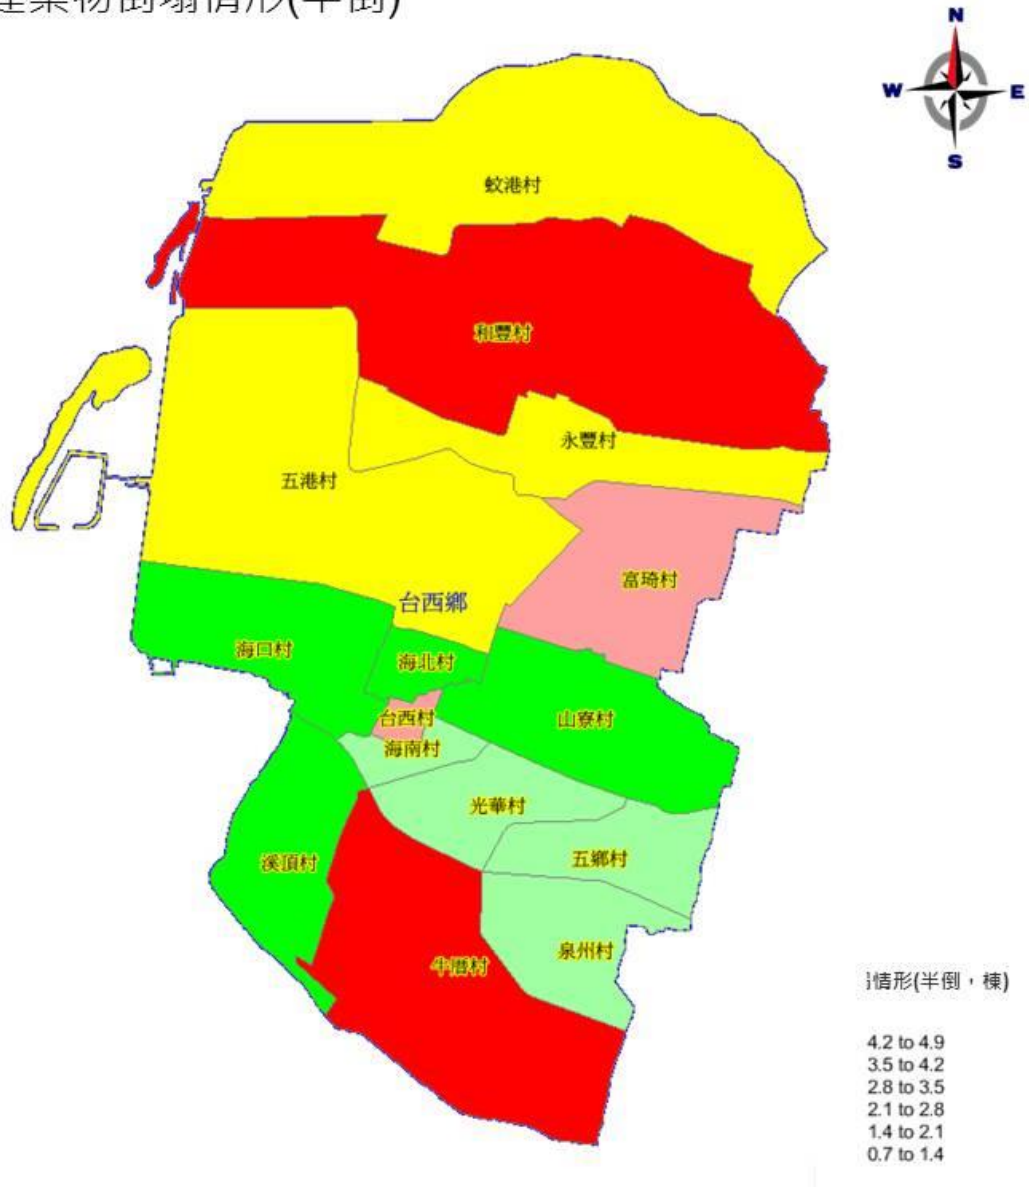 建築物倒塌情形(半倒)
N
W
E
S
蚊港村
和豐村
永豐村
五港村
富琦村
台西鄉
海口村
海北村
台西村
山寮村
海南村
光華村
五鄉村
溪頂村
泉州村
牛厝村
情形(半倒，棟)
4.2 to 4.9
3.5 to 4.2
2.8 to 3.5
2.1 to 2.8
1.4 to 2.1
0.7 to 1.4